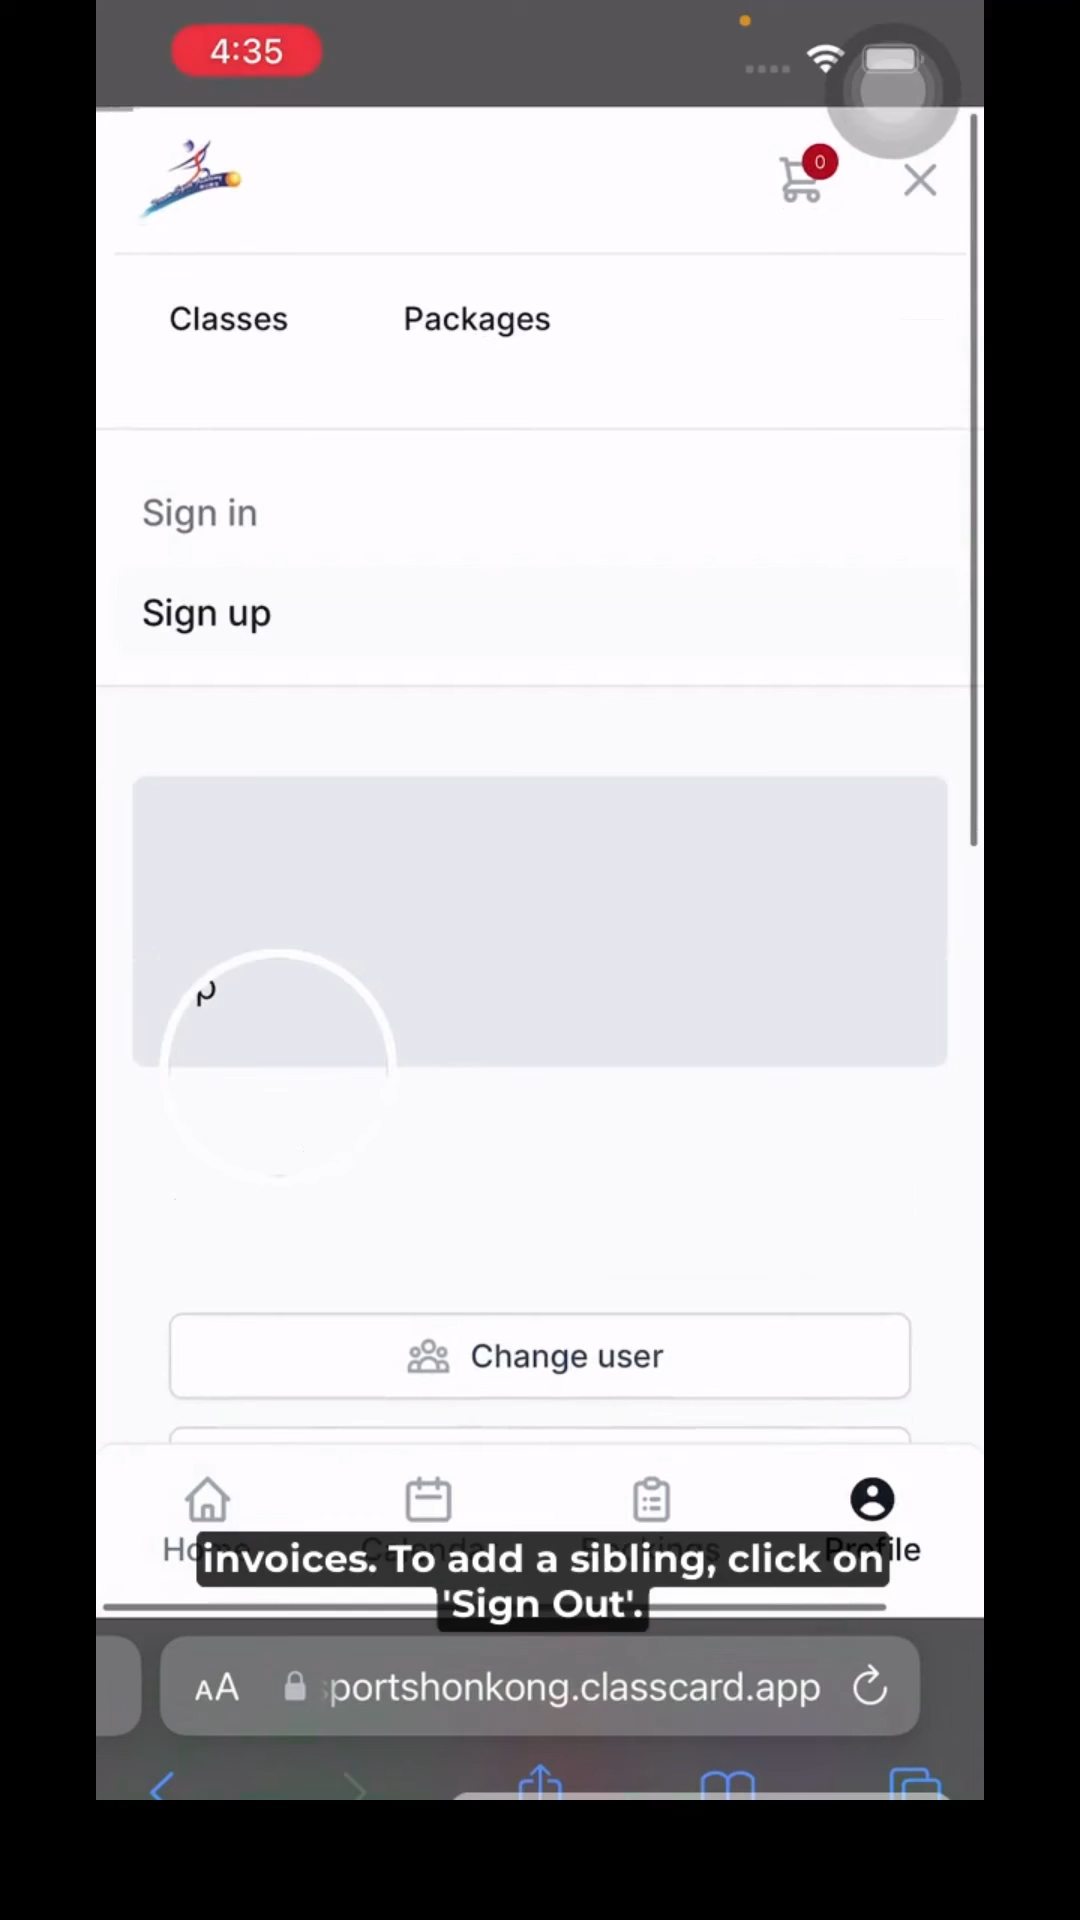 4:35
0
Classes Packages
Sign in
Sign up
p
Change user
Profile
invoices. To add a sibling, click on
'Sign Out'.
AA portshonkong.classcard.app